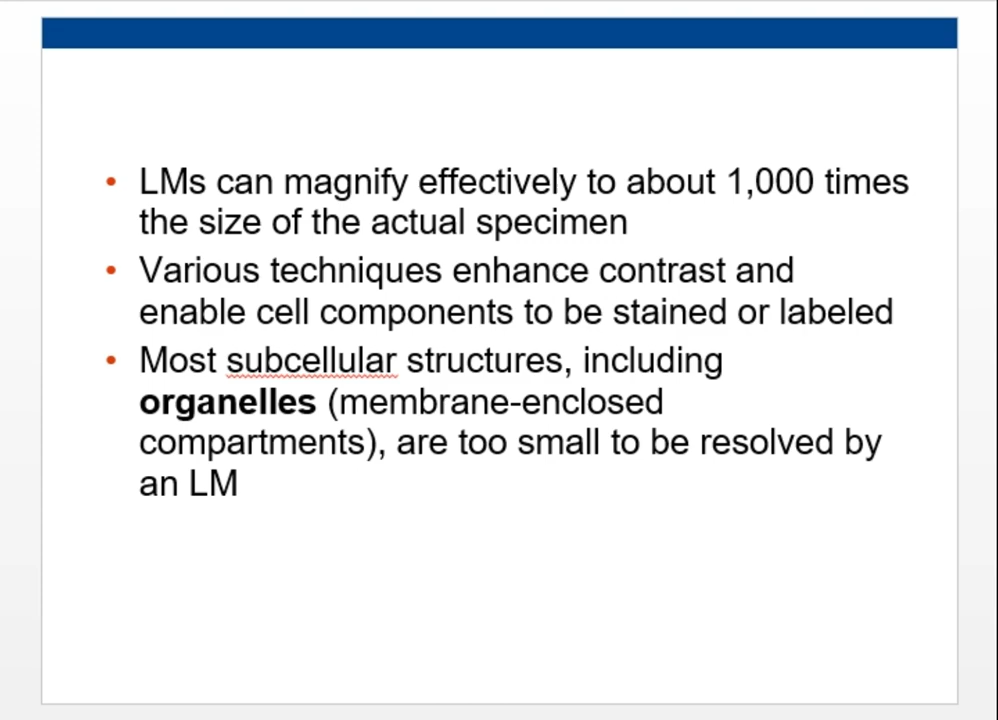 • LMs can magnify effectively to about 1,000 times
the size of the actual specimen
• Various techniques enhance contrast and
enable cell components to be stained or labeled
• Most subcellular structures, including
organelles (membrane-enclosed
compartments), are too small to be resolved by
an LM